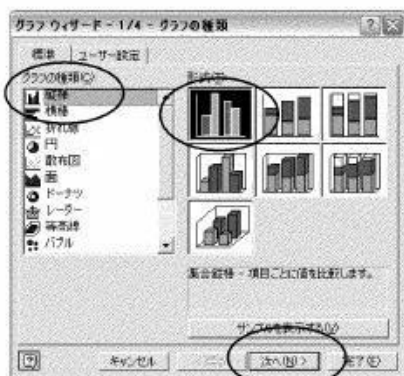 グラフ ウィザード - 1/4 - グラフの種類
標準
ユーザー設定
グラフの種類(C)
形式(T)
縦棒
横棒
折れ線
円
散布図
面
ドーナツ
レーダー
等高線
バブル
集合縦棒 - 項目ごとに値を比較します。
サンプルを表示する(V)
キャンセル
次へ(N) >
完了(F)